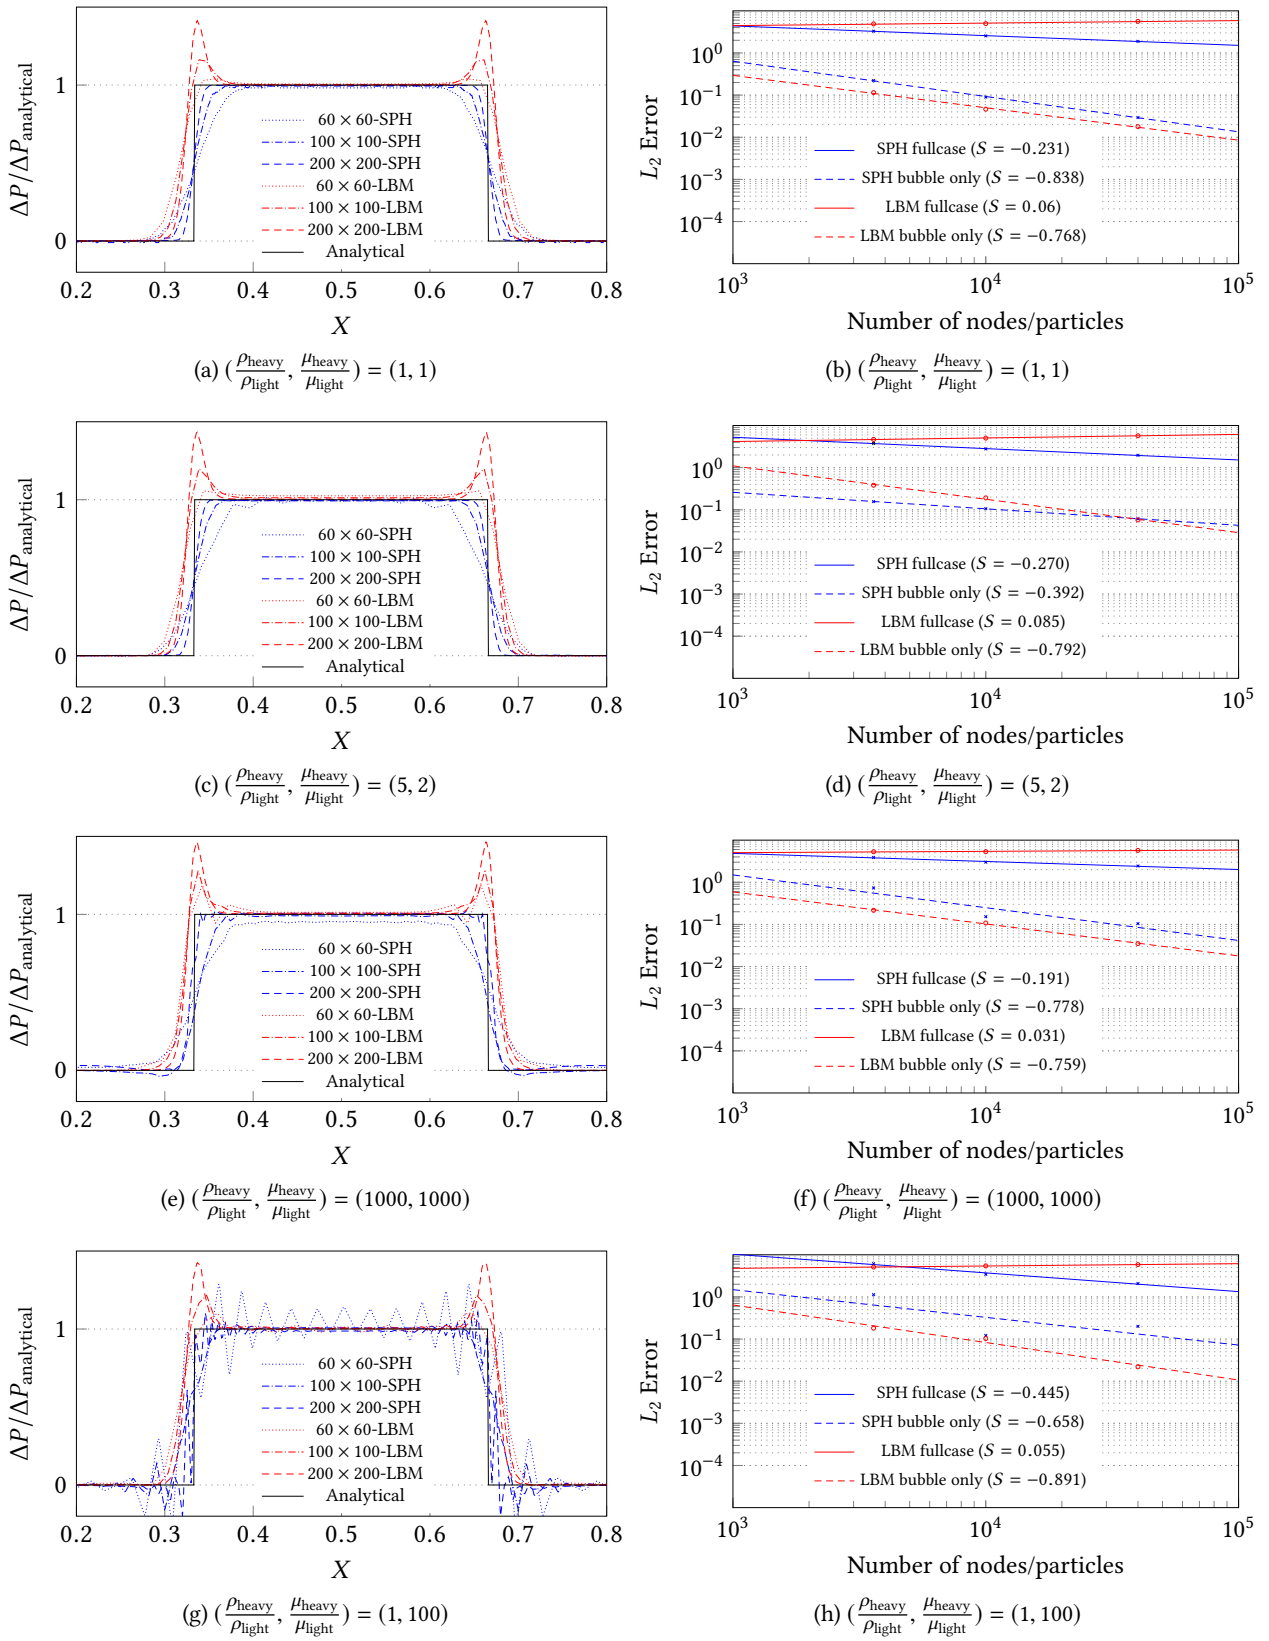 ΔP/ΔP_analytical
1
0
60 × 60-SPH
100 × 100-SPH
200 × 200-SPH
60 × 60-LBM
100 × 100-LBM
200 × 200-LBM
Analytical
0.2 0.3 0.4 0.5 0.6 0.7 0.8
X
(a) (ρ_heavy/ρ_light, μ_heavy/μ_light) = (1, 1)
L_2 Error
10^0
10^−1
10^−2
10^−3
10^−4
SPH fullcase (S = −0.231)
SPH bubble only (S = −0.838)
LBM fullcase (S = 0.06)
LBM bubble only (S = −0.768)
10^3 10^4 10^5
Number of nodes/particles
(b) (ρ_heavy/ρ_light, μ_heavy/μ_light) = (1, 1)
ΔP/ΔP_analytical
1
0
60 × 60-SPH
100 × 100-SPH
200 × 200-SPH
60 × 60-LBM
100 × 100-LBM
200 × 200-LBM
Analytical
0.2 0.3 0.4 0.5 0.6 0.7 0.8
X
(c) (ρ_heavy/ρ_light, μ_heavy/μ_light) = (5, 2)
L_2 Error
10^0
10^−1
10^−2
10^−3
10^−4
SPH fullcase (S = −0.270)
SPH bubble only (S = −0.392)
LBM fullcase (S = 0.085)
LBM bubble only (S = −0.792)
10^3 10^4 10^5
Number of nodes/particles
(d) (ρ_heavy/ρ_light, μ_heavy/μ_light) = (5, 2)
ΔP/ΔP_analytical
1
0
60 × 60-SPH
100 × 100-SPH
200 × 200-SPH
60 × 60-LBM
100 × 100-LBM
200 × 200-LBM
Analytical
0.2 0.3 0.4 0.5 0.6 0.7 0.8
X
(e) (ρ_heavy/ρ_light, μ_heavy/μ_light) = (1000, 1000)
L_2 Error
10^0
10^−1
10^−2
10^−3
10^−4
SPH fullcase (S = −0.191)
SPH bubble only (S = −0.778)
LBM fullcase (S = 0.031)
LBM bubble only (S = −0.759)
10^3 10^4 10^5
Number of nodes/particles
(f) (ρ_heavy/ρ_light, μ_heavy/μ_light) = (1000, 1000)
ΔP/ΔP_analytical
1
0
60 × 60-SPH
100 × 100-SPH
200 × 200-SPH
60 × 60-LBM
100 × 100-LBM
200 × 200-LBM
Analytical
0.2 0.3 0.4 0.5 0.6 0.7 0.8
X
(g) (ρ_heavy/ρ_light, μ_heavy/μ_light) = (1, 100)
L_2 Error
10^0
10^−1
10^−2
10^−3
10^−4
SPH fullcase (S = −0.445)
SPH bubble only (S = −0.658)
LBM fullcase (S = 0.055)
LBM bubble only (S = −0.891)
10^3 10^4 10^5
Number of nodes/particles
(h) (ρ_heavy/ρ_light, μ_heavy/μ_light) = (1, 100)